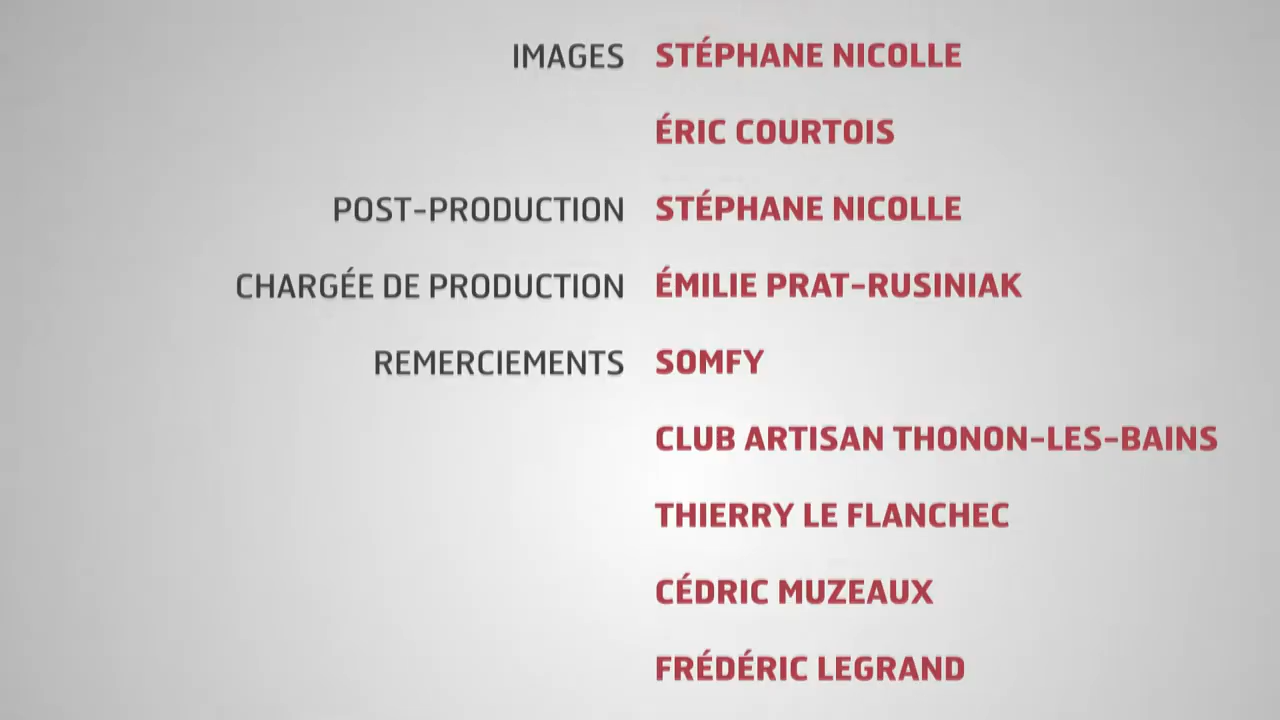 IMAGES STÉPHANE NICOLLE
ÉRIC COURTOIS
POST-PRODUCTION STÉPHANE NICOLLE
CHARGÉE DE PRODUCTION ÉMILIE PRAT-RUSINIAK
REMERCIEMENTS SOMFY
CLUB ARTISAN THONON-LES-BAINS
THIERRY LE FLANCHEC
CÉDRIC MUZEAUX
FRÉDÉRIC LEGRAND